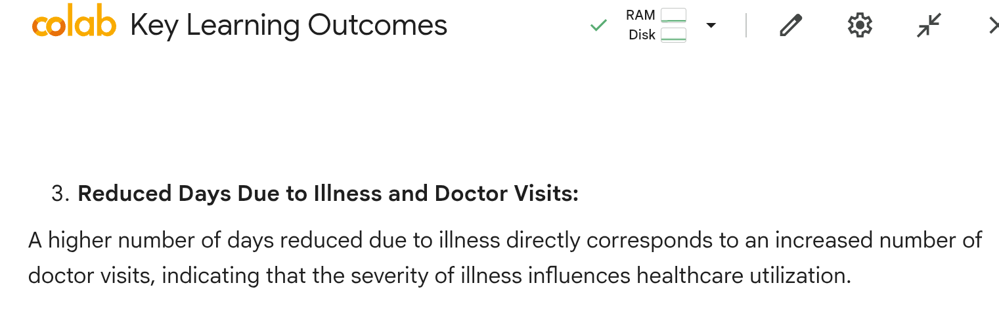 colab Key Learning Outcomes
RAM
Disk
3. Reduced Days Due to Illness and Doctor Visits:
A higher number of days reduced due to illness directly corresponds to an increased number of
doctor visits, indicating that the severity of illness influences healthcare utilization.